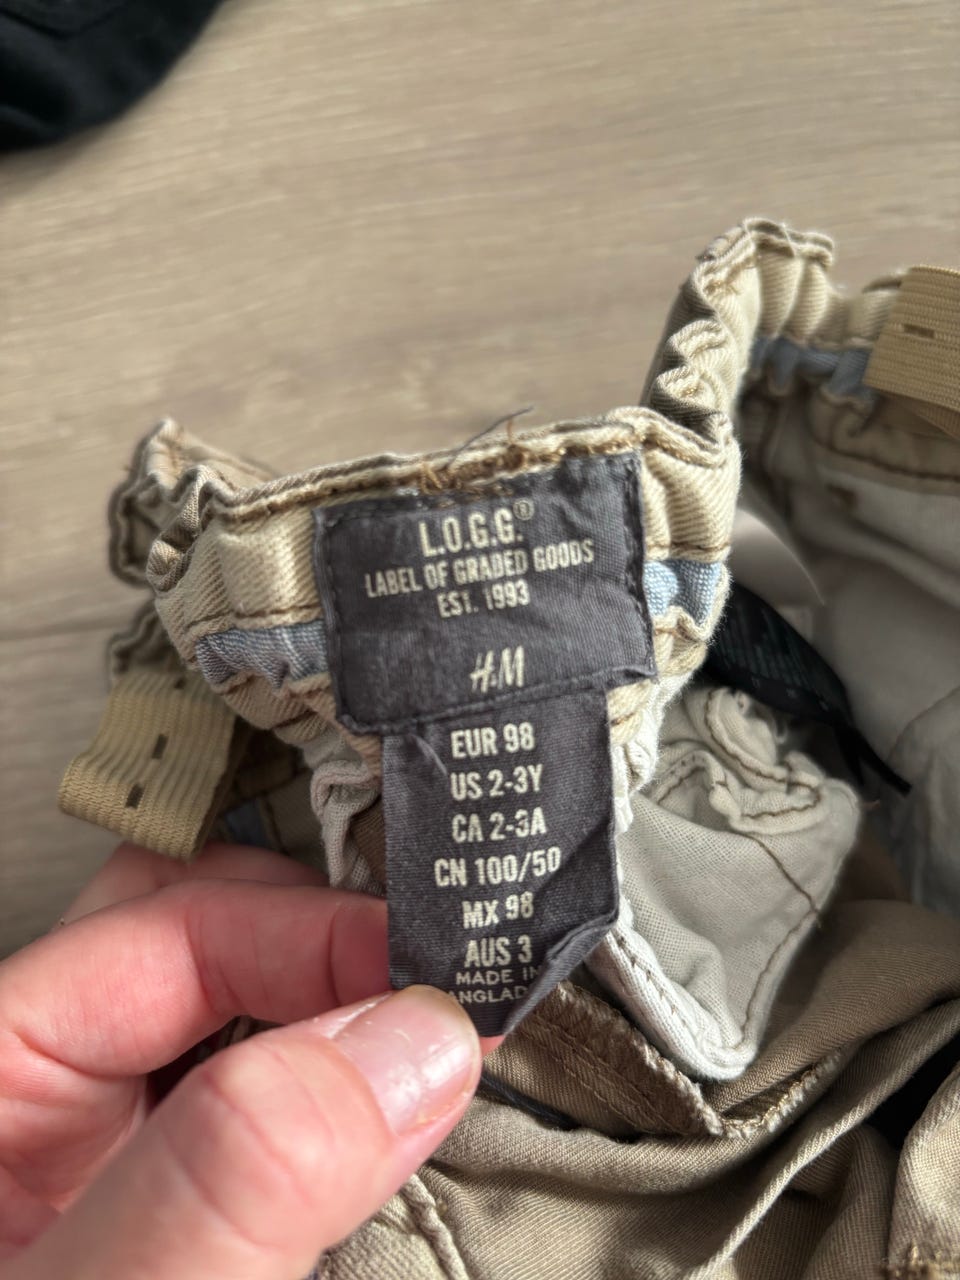 L.O.G.G.®
LABEL OF GRADED GOODS
EST. 1993
H&M
EUR 98
US 2-3Y
CA 2-3A
CN 100/50
MX 98
AUS 3
MADE IN